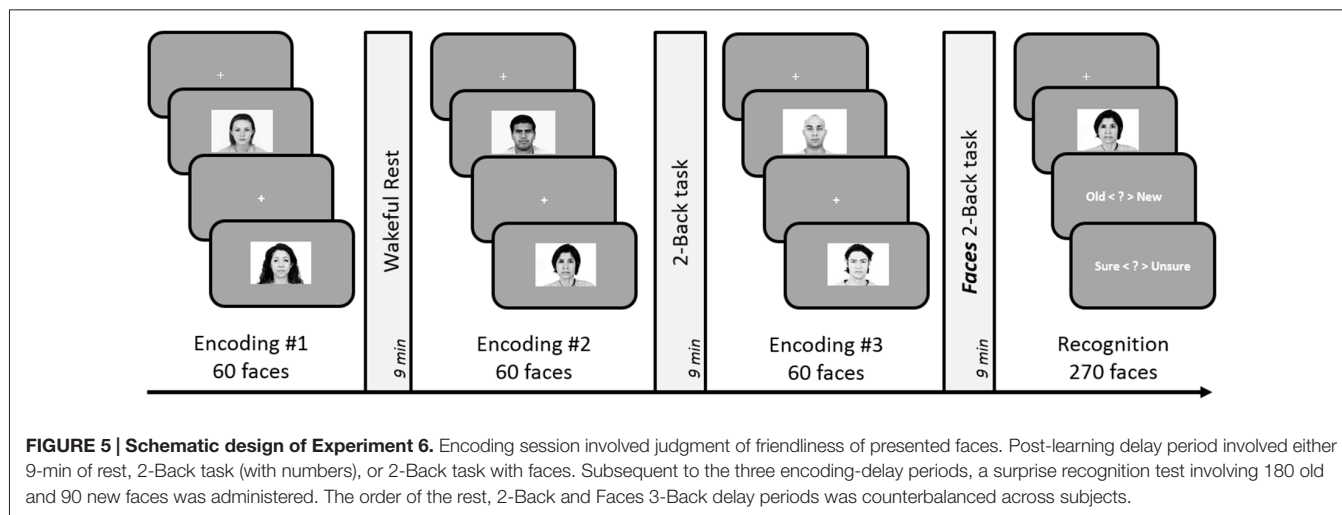 Wakeful Rest
9 min
2-Back task
9 min
Faces 2-Back task
9 min
Old < ? > New
Sure < ? > Unsure
Encoding #1
60 faces
Encoding #2
60 faces
Encoding #3
60 faces
Recognition
270 faces
FIGURE 5 | Schematic design of Experiment 6. Encoding session involved judgment of friendliness of presented faces. Post-learning delay period involved either
9-min of rest, 2-Back task (with numbers), or 2-Back task with faces. Subsequent to the three encoding-delay periods, a surprise recognition test involving 180 old
and 90 new faces was administered. The order of the rest, 2-Back and Faces 3-Back delay periods was counterbalanced across subjects.